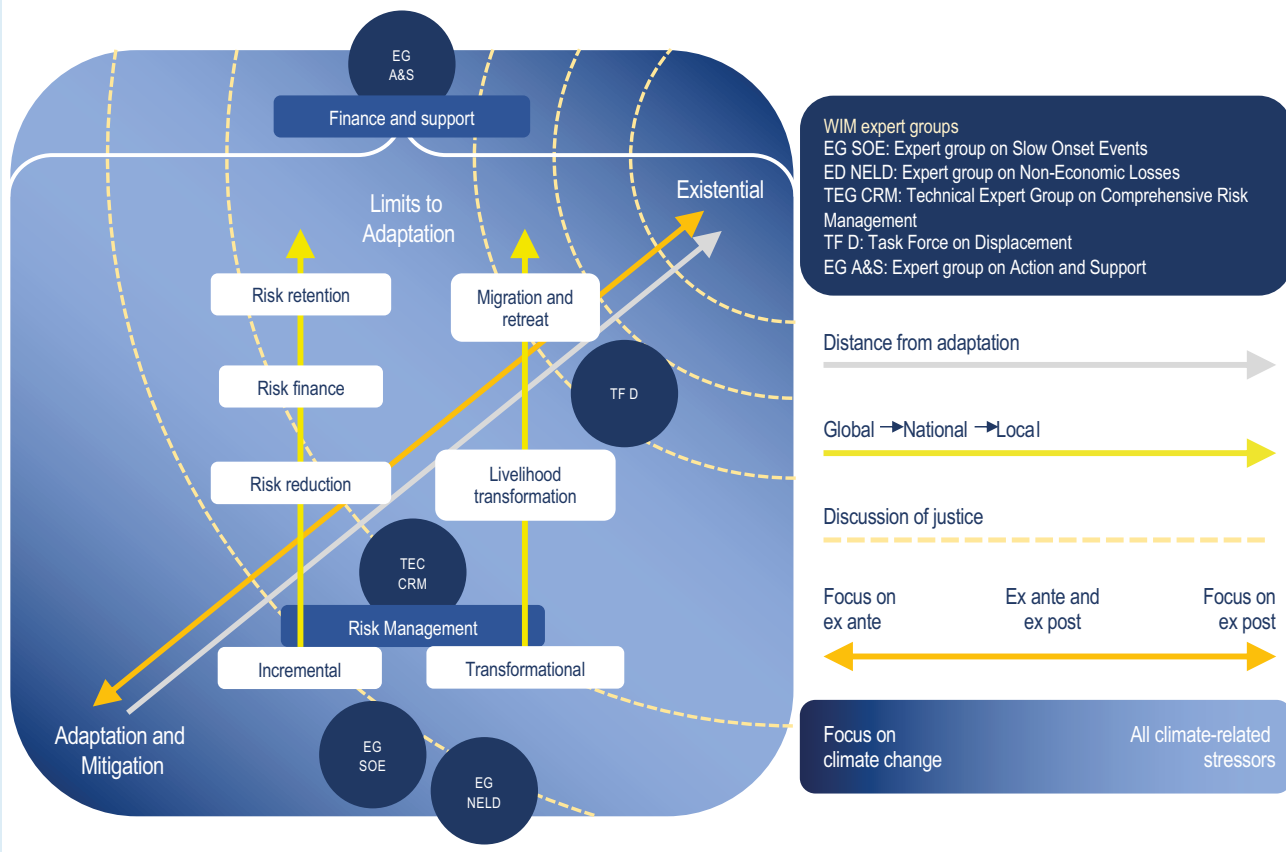 EG
A&S
Finance and support
Limits to
Adaptation
Existential
Risk retention
Migration and
retreat
Risk finance
TF D
Risk reduction
Livelihood
transformation
TEC
CRM
Risk Management
Incremental
Transformational
Adaptation and
Mitigation
EG
SOE
EG
NELD
WIM expert groups
EG SOE: Expert group on Slow Onset Events
ED NELD: Expert group on Non-Economic Losses
TEG CRM: Technical Expert Group on Comprehensive Risk
Management
TF D: Task Force on Displacement
EG A&S: Expert group on Action and Support
Distance from adaptation
Global → National → Local
Discussion of justice
Focus on
ex ante
Ex ante and
ex post
Focus on
ex post
Focus on
climate change
All climate-related
stressors